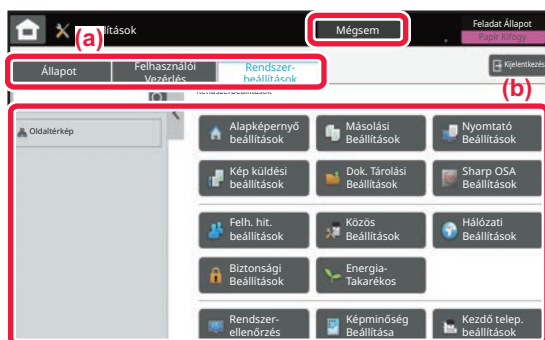 (a)
Mégsem
Feladat Állapot
Papír Kifogy
Állapot
Felhasználói
Vezérlés
Rendszer-
beállítások
Kijelentkezés
(b)
Oldaltérkép
Alapképernyő
beállítások
Másolási
Beállítások
Nyomtató
Beállítások
Kép küldési
beállítások
Dok. Tárolási
Beállítások
Sharp OSA
Beállítások
Felh. hit.
beállítások
Közös
Beállítások
Hálózati
Beállítások
Biztonsági
Beállítások
Energia-
Takarékos
Rendszer-
ellenőrzés
Képminőség
Beállítása
Kezdő telep.
beállítások